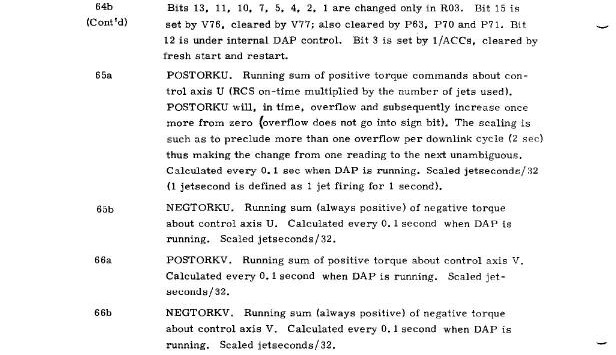 64b Bits 13, 11, 10, 7, 5, 4, 2, 1 are changed only in R03. Bit 15 is
(Cont'd) set by V76, cleared by V77; also cleared by P63, P70 and P71. Bit
12 is under internal DAP control. Bit 3 is set by 1/ACCs, cleared by
fresh start and restart.
65a POSTORKU. Running sum of positive torque commands about con-
trol axis U (RCS on-time multiplied by the number of jets used).
POSTORKU will, in time, overflow and subsequently increase once
more from zero (overflow does not go into sign bit). The scaling is
such as to preclude more than one overflow per downlink cycle (2 sec)
thus making the change from one reading to the next unambiguous.
Calculated every 0.1 sec when DAP is running. Scaled jetseconds/32
(1 jetsecond is defined as 1 jet firing for 1 second).
65b NEGTORKU. Running sum (always positive) of negative torque
about control axis U. Calculated every 0.1 second when DAP is
running. Scaled jetseconds/32.
66a POSTORKV. Running sum of positive torque about control axis V.
Calculated every 0.1 second when DAP is running. Scaled jet-
seconds/32.
66b NEGTORKV. Running sum (always positive) of negative torque
about control axis V. Calculated every 0.1 second when DAP is
running. Scaled jetseconds/32.